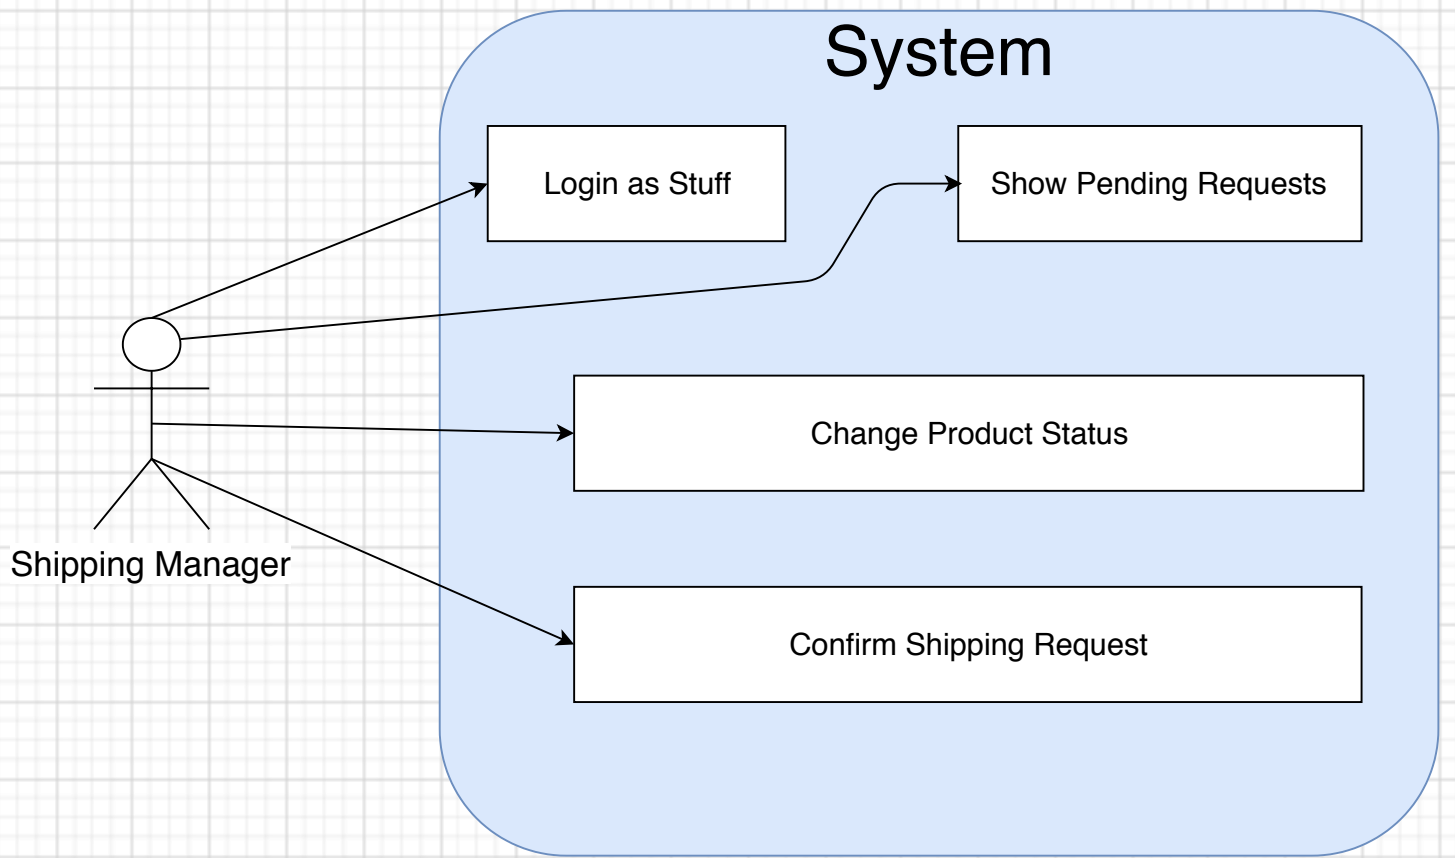 System
Login as Stuff
Show Pending Requests
Change Product Status
Shipping Manager
Confirm Shipping Request